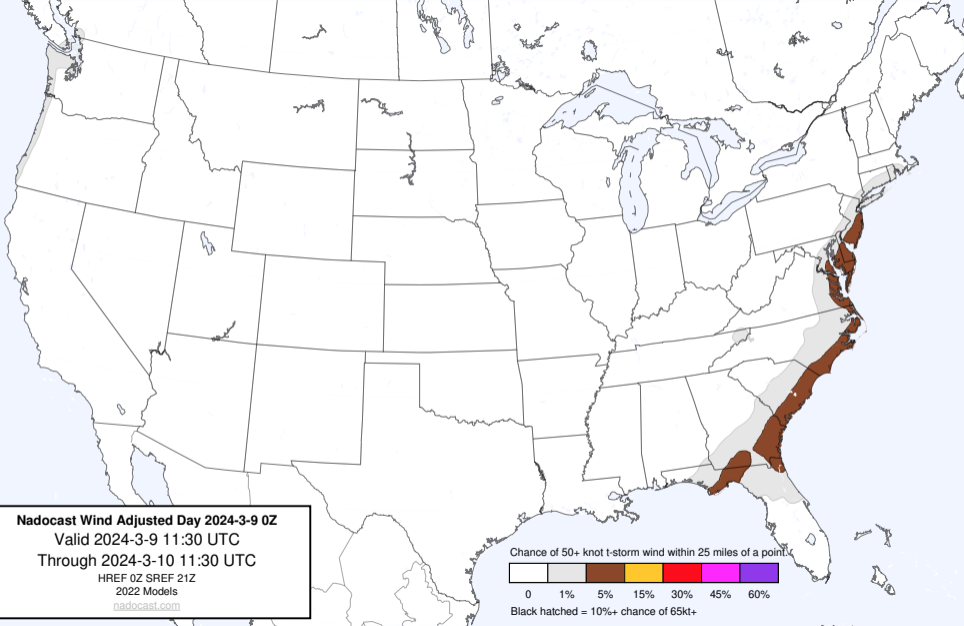 Nadocast Wind Adjusted Day 2024-3-9 0Z
Valid 2024-3-9 11:30 UTC
Through 2024-3-10 11:30 UTC
HREF 0Z SREF 21Z
2022 Models
nadocast.com
Chance of 50+ knot t-storm wind within 25 miles of a point.
0 1% 5% 15% 30% 45% 60%
Black hatched = 10%+ chance of 65kt+